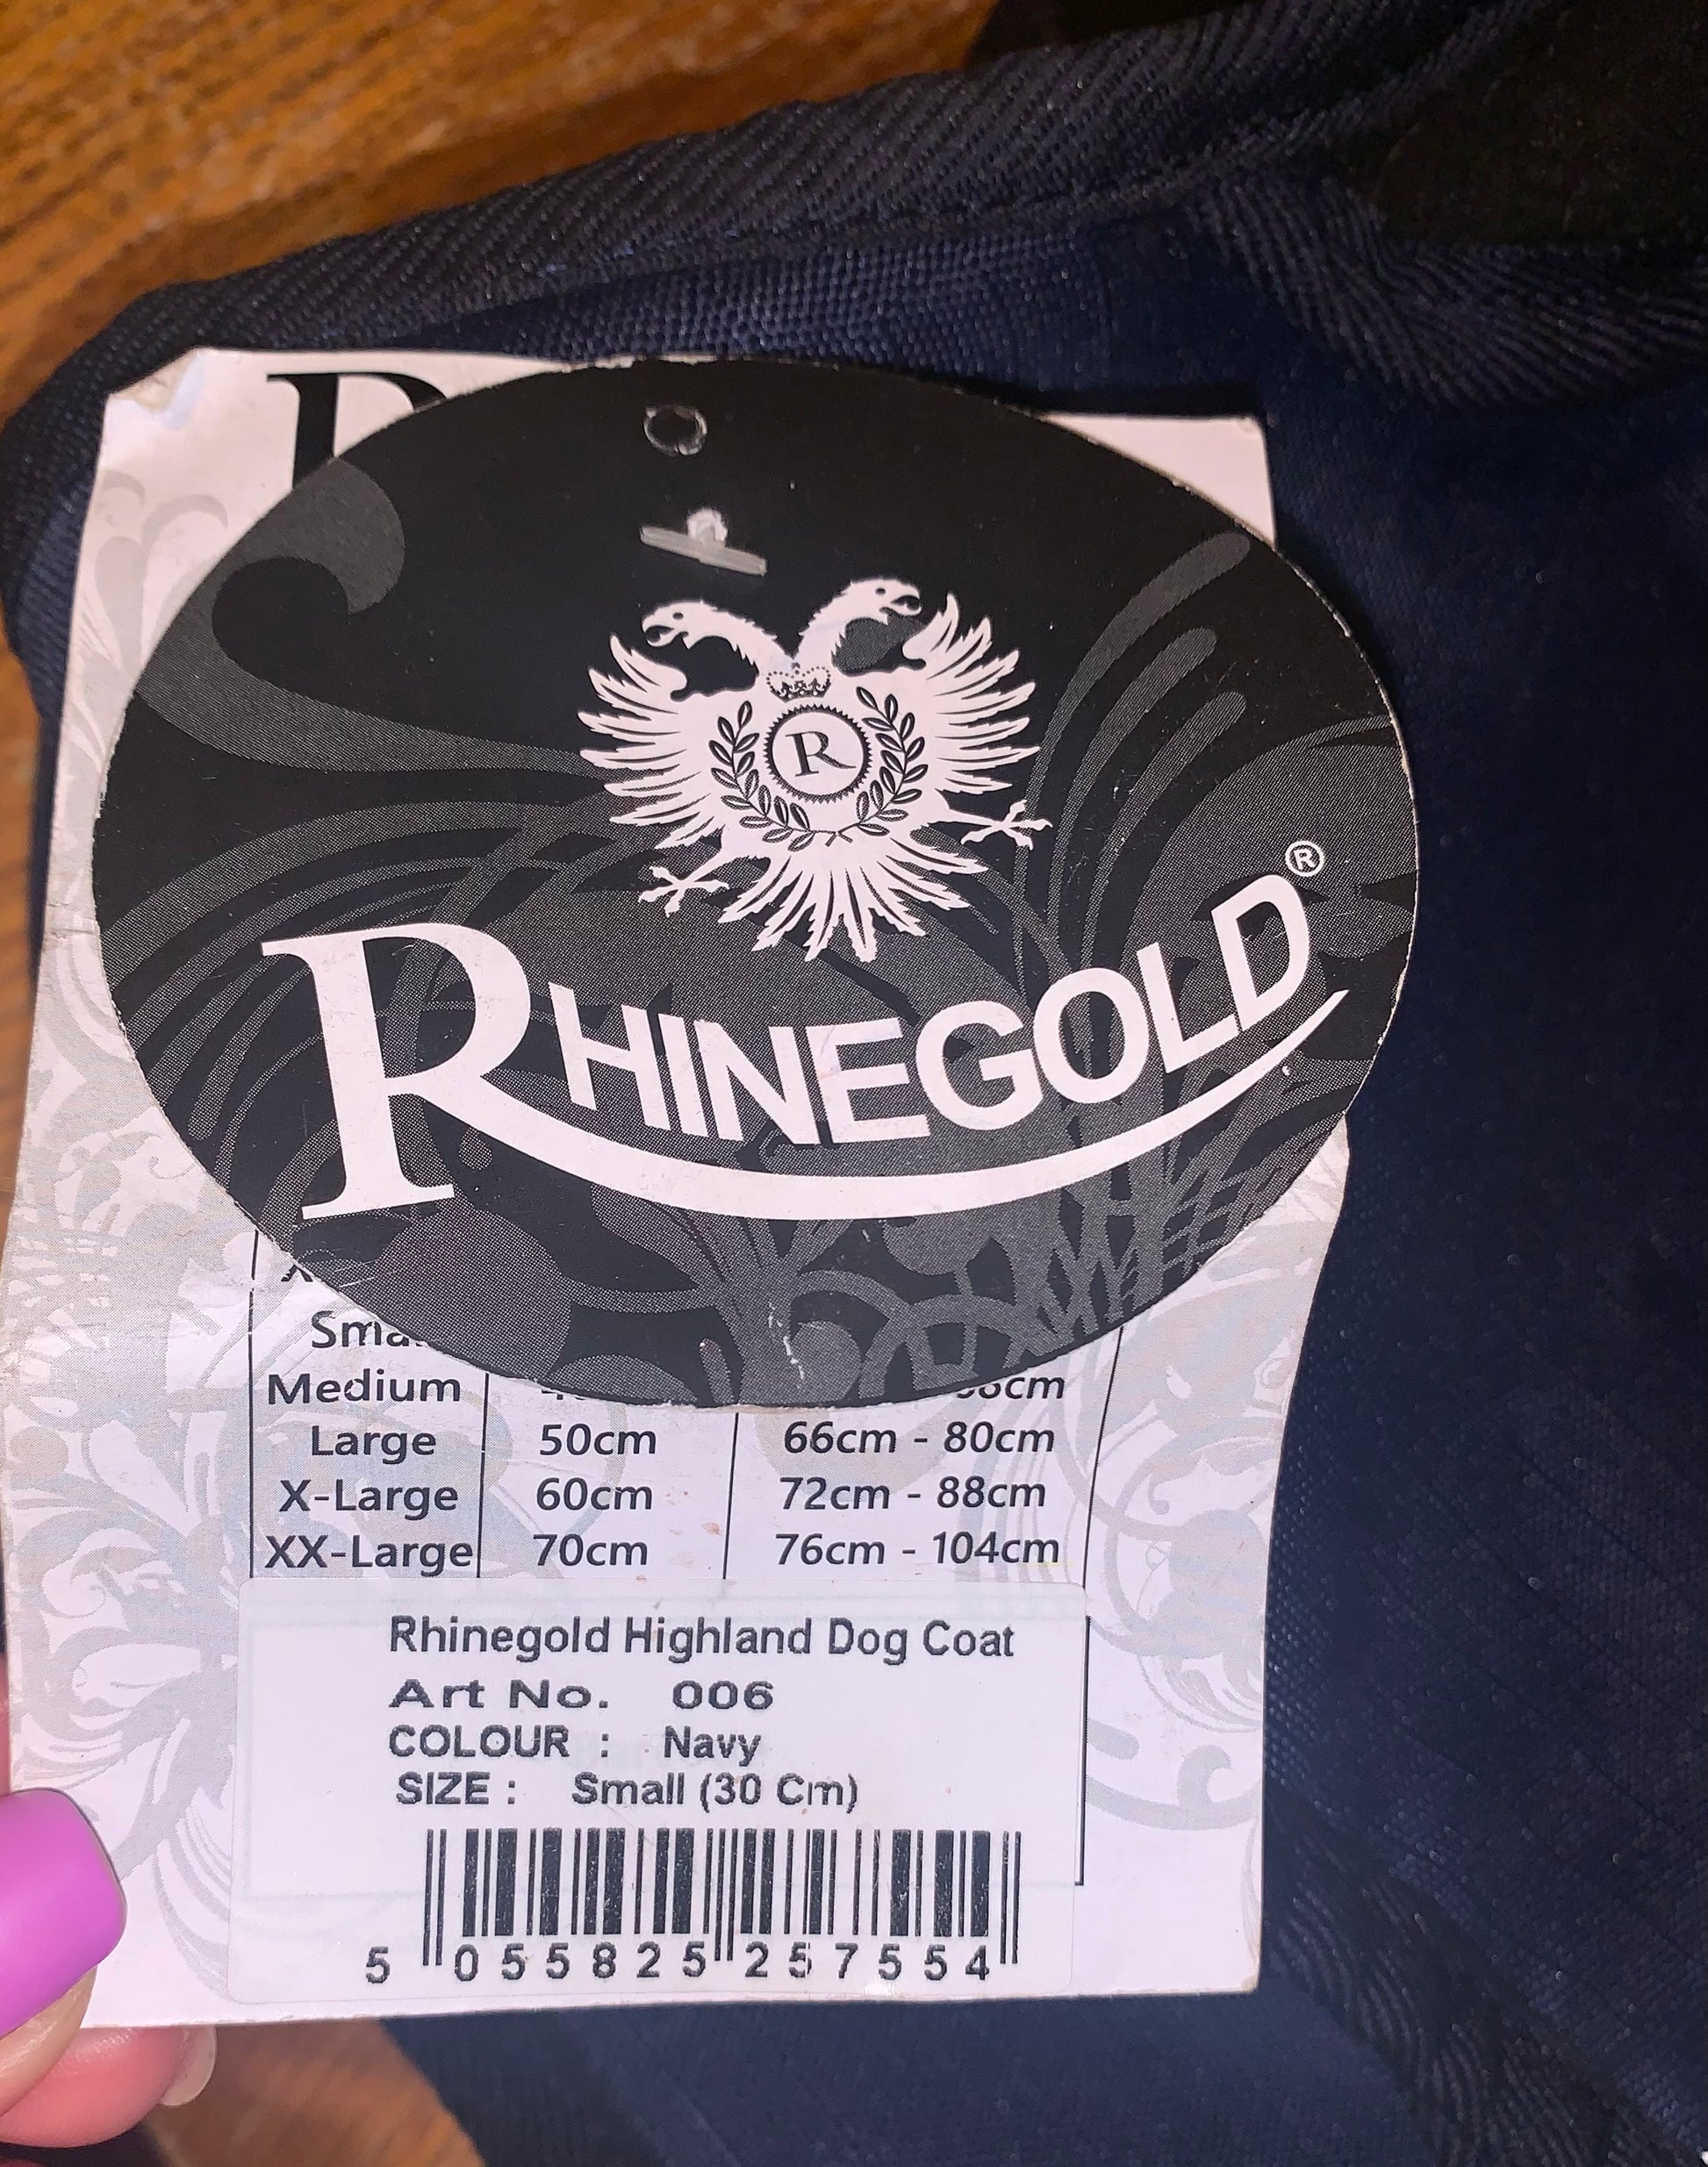 R
RHINEGOLD®
Medium
Large 50cm 66cm - 80cm
X-Large 60cm 72cm - 88cm
XX-Large 70cm 76cm - 104cm
Rhinegold Highland Dog Coat
Art No. 006
COLOUR : Navy
SIZE : Small (30 Cm)
5 055825 257554